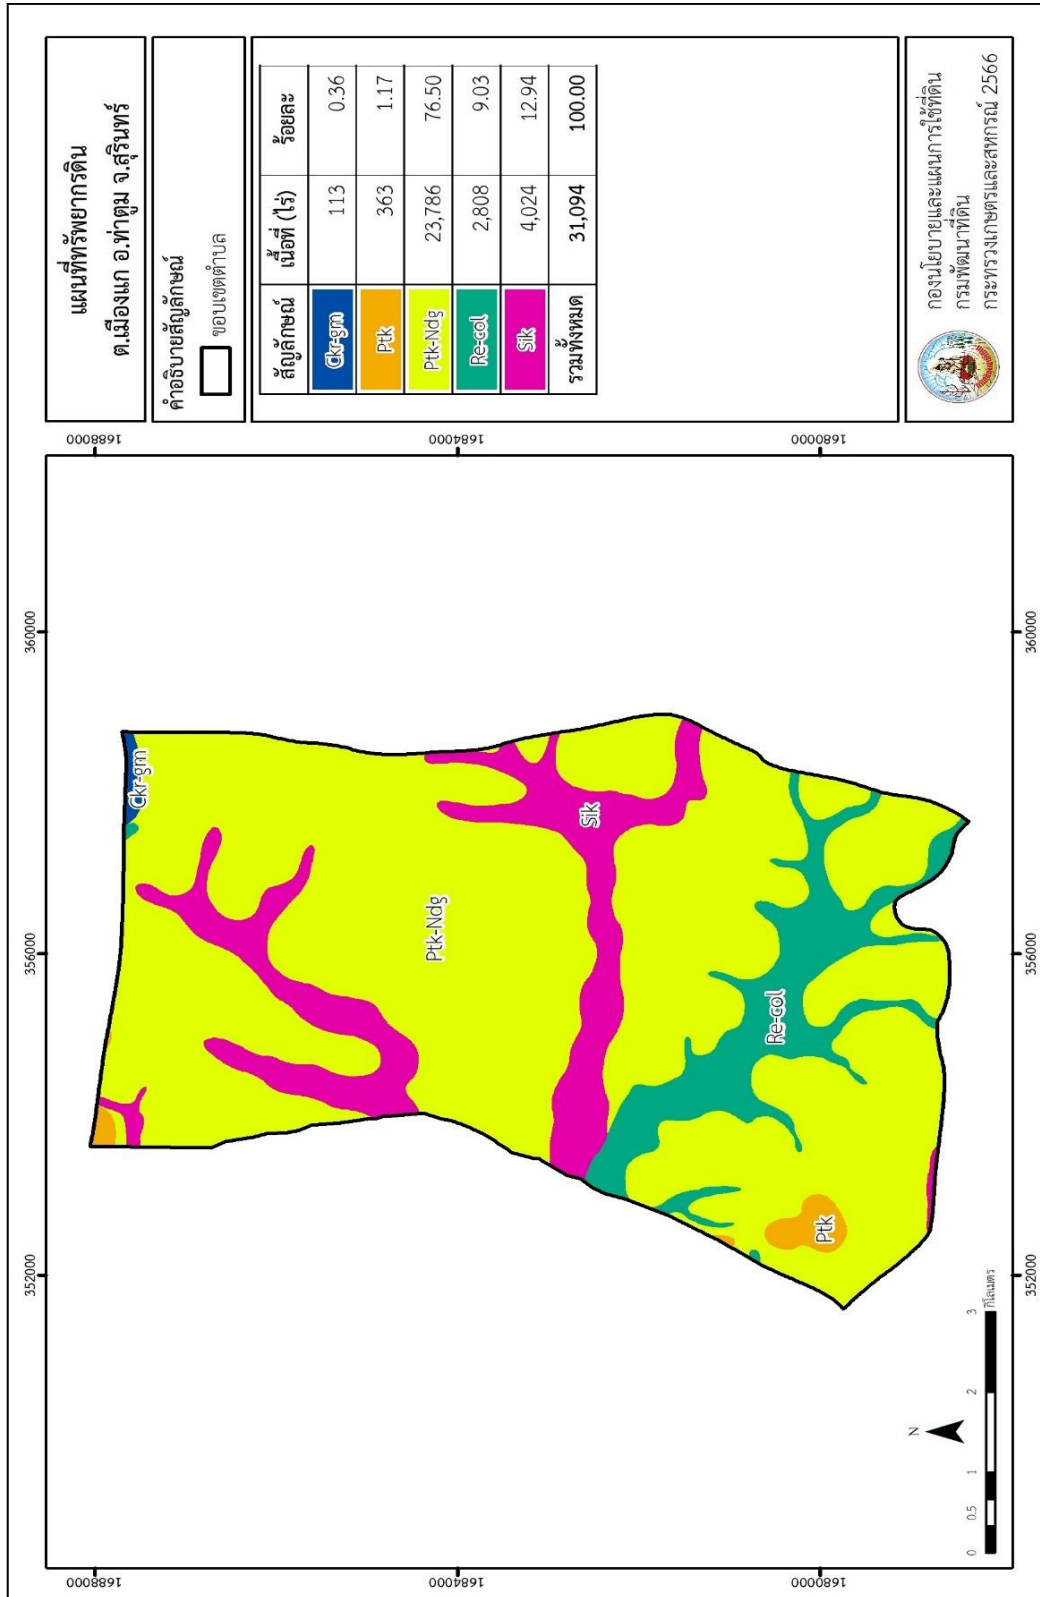 แผนที่ทรัพยากรดิน
ต.เมืองแก อ.ท่าตูม จ.สุรินทร์
คำอธิบายสัญลักษณ์
ขอบเขตตำบล
สัญลักษณ์ เนื้อที่ (ไร่) ร้อยละ
Ckr-gm 113 0.36
Ptk 363 1.17
Ptk-Ndg 23,786 76.50
Re-col 2,808 9.03
Sik 4,024 12.94
รวมทั้งหมด 31,094 100.00
กองนโยบายและแผนการใช้ที่ดิน
กรมพัฒนาที่ดิน
กระทรวงเกษตรและสหกรณ์ 2566
352000 356000 360000
1688000 1688000
1684000 1684000
1680000 1680000
Ckr-gm
Ptk-Ndg
Sik
Re-col
Ptk
N
0 0.5 1 2 3
กิโลเมตร
352000 356000 360000